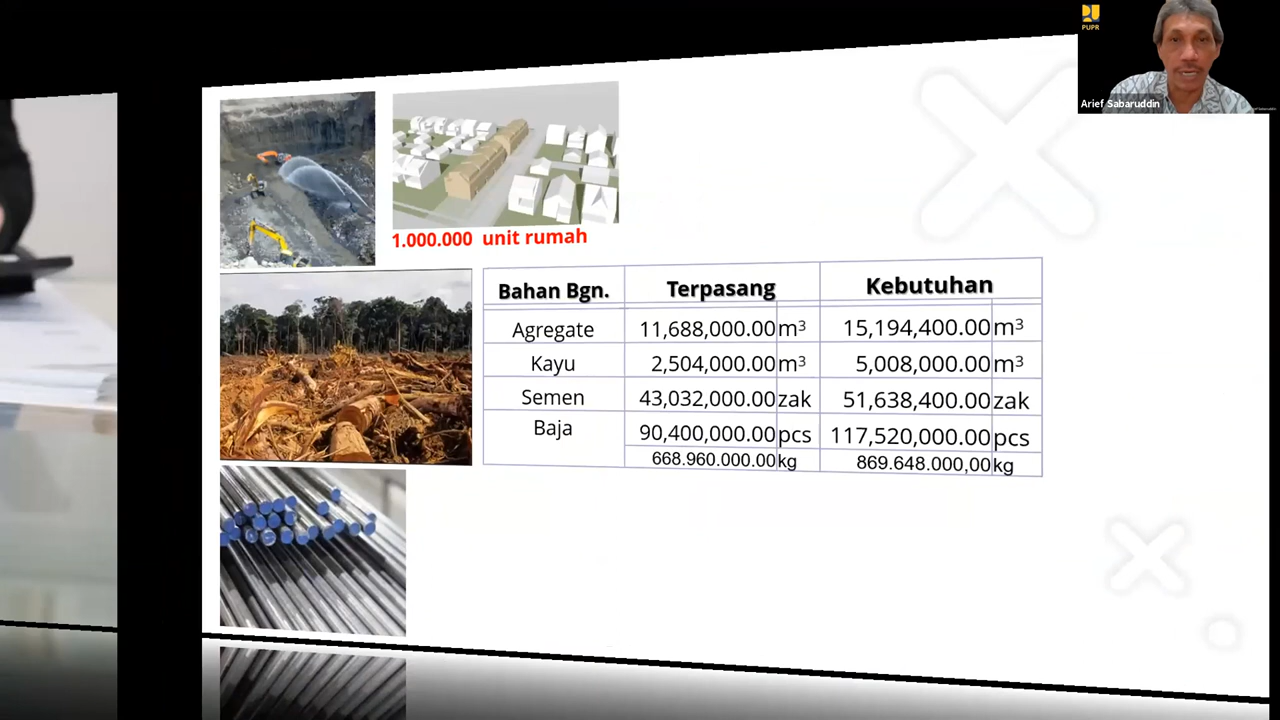 PUPR
Arief Sabaruddin
1.000.000 unit rumah
Bahan Bgn. Terpasang Kebutuhan
Agregate 11,688,000.00 m³ 15,194,400.00 m³
Kayu 2,504,000.00 m³ 5,008,000.00 m³
Semen 43,032,000.00 zak 51,638,400.00 zak
Baja 90,400,000.00 pcs 117,520,000.00 pcs
668.960.000.00 kg 869.648.000,00 kg